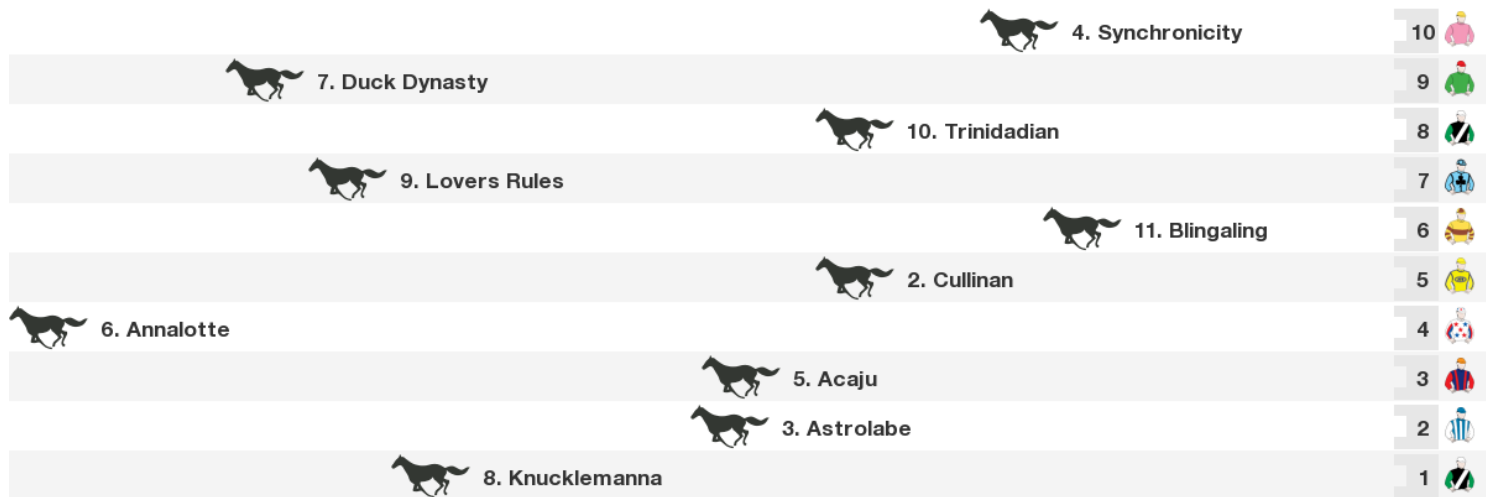 4. Synchronicity 10
7. Duck Dynasty 9
10. Trinidadian 8
9. Lovers Rules 7
11. Blingaling 6
2. Cullinan 5
6. Annalotte 4
5. Acaju 3
3. Astrolabe 2
8. Knucklemanna 1